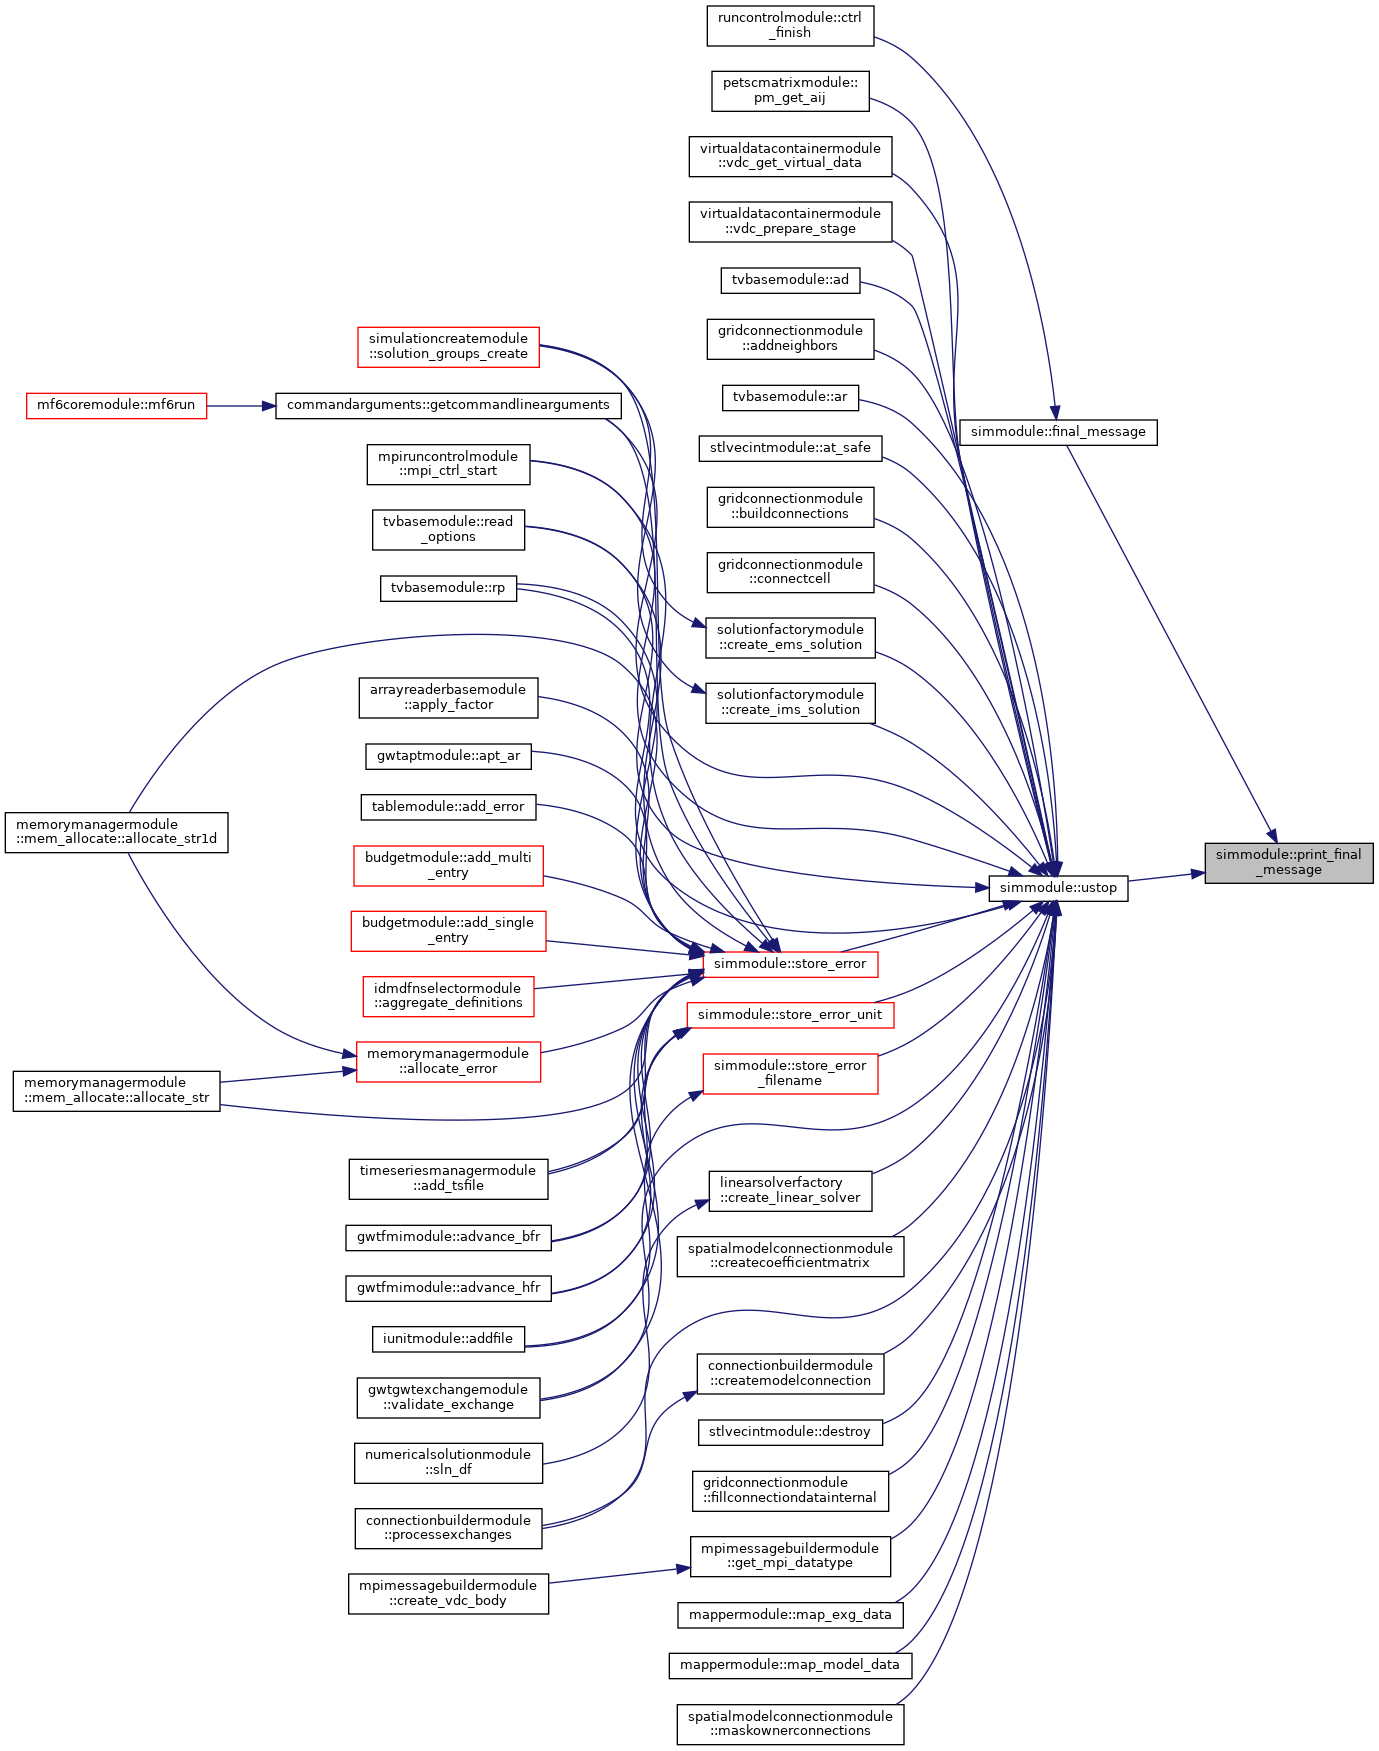 runcontrolmodule::ctrl
_finish
petscmatrixmodule::
pm_get_aij
virtualdatacontainermodule
::vdc_get_virtual_data
virtualdatacontainermodule
::vdc_prepare_stage
tvbasemodule::ad
gridconnectionmodule
::addneighbors
tvbasemodule::ar
stlvecintmodule::at_safe
gridconnectionmodule
::buildconnections
gridconnectionmodule
::connectcell
solutionfactorymodule
::create_ems_solution
solutionfactorymodule
::create_ims_solution
simmodule::final_message
simmodule::print_final
_message
simmodule::ustop
simulationcreatemodule
::solution_groups_create
mf6coremodule::mf6run
commandarguments::getcommandlinearguments
mpiruncontrolmodule
::mpi_ctrl_start
tvbasemodule::read
_options
tvbasemodule::rp
arrayreaderbasemodule
::apply_factor
gwtaptmodule::apt_ar
tablemodule::add_error
memorymanagermodule
::mem_allocate::allocate_str1d
budgetmodule::add_multi
_entry
budgetmodule::add_single
_entry
idmdfnselectormodule
::aggregate_definitions
memorymanagermodule
::allocate_error
memorymanagermodule
::mem_allocate::allocate_str
simmodule::store_error
simmodule::store_error_unit
simmodule::store_error
_filename
timeseriesmanagermodule
::add_tsfile
gwtfmimodule::advance_bfr
gwtfmimodule::advance_hfr
iunitmodule::addfile
gwtgwtexchangemodule
::validate_exchange
numericalsolutionmodule
::sln_df
connectionbuildermodule
::processexchanges
mpimessagebuildermodule
::create_vdc_body
linearsolverfactory
::create_linear_solver
spatialmodelconnectionmodule
::createcoefficientmatrix
connectionbuildermodule
::createmodelconnection
stlvecintmodule::destroy
gridconnectionmodule
::fillconnectiondatainternal
mpimessagebuildermodule
::get_mpi_datatype
mappermodule::map_exg_data
mappermodule::map_model_data
spatialmodelconnectionmodule
::maskownerconnections